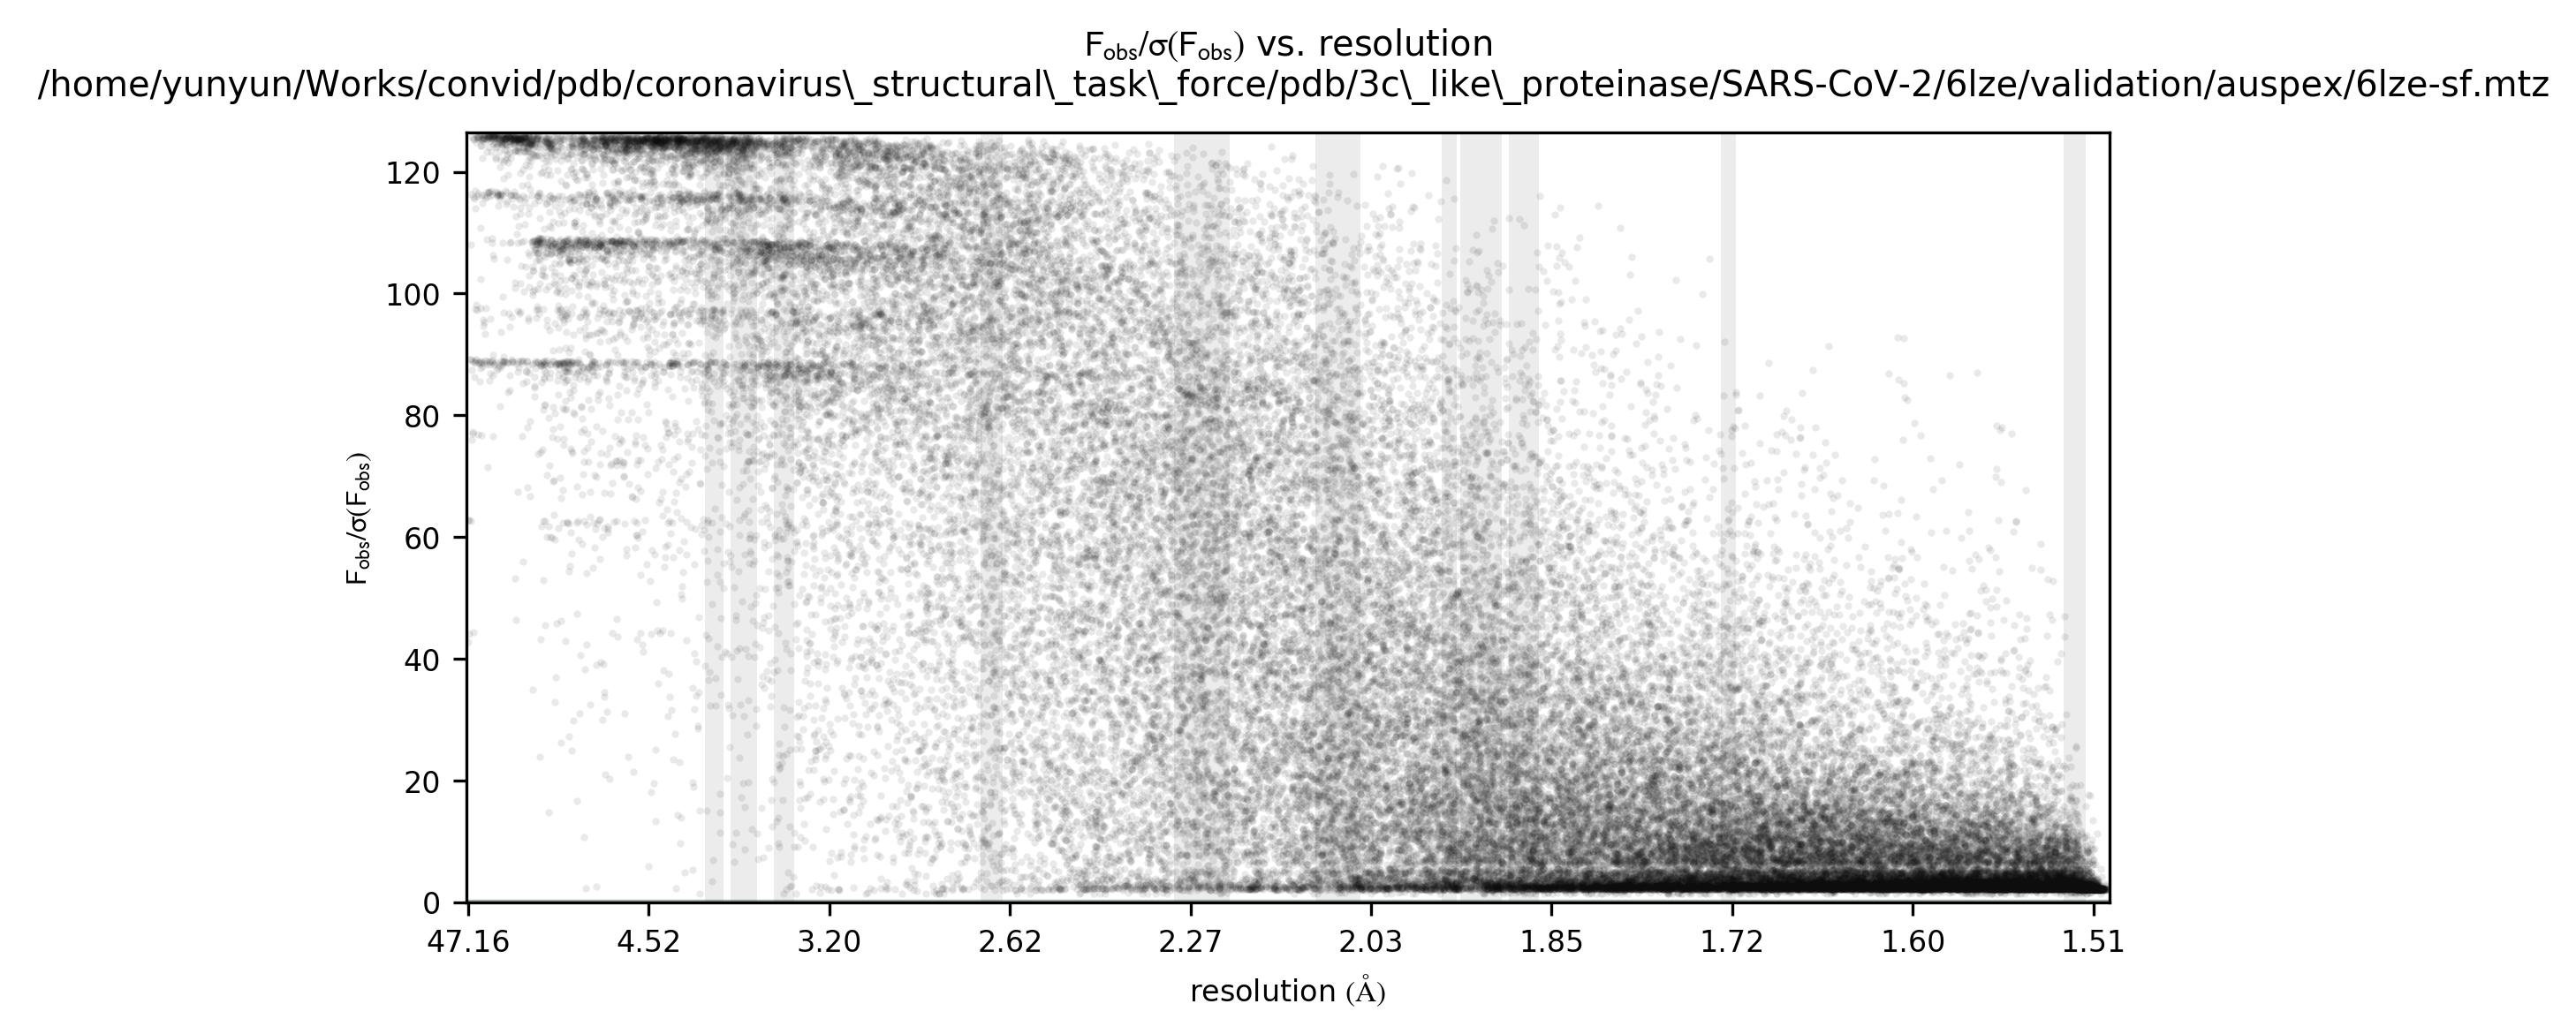 Fobs/σ(Fobs) vs. resolution
/home/yunyun/Works/convid/pdb/coronavirus\_structural\_task\_force/pdb/3c\_like\_proteinase/SARS-CoV-2/6lze/validation/auspex/6lze-sf.mtz
Fobs/σ(Fobs)
120
100
80
60
40
20
0
47.16 4.52 3.20 2.62 2.27 2.03 1.85 1.72 1.60 1.51
resolution (Å)